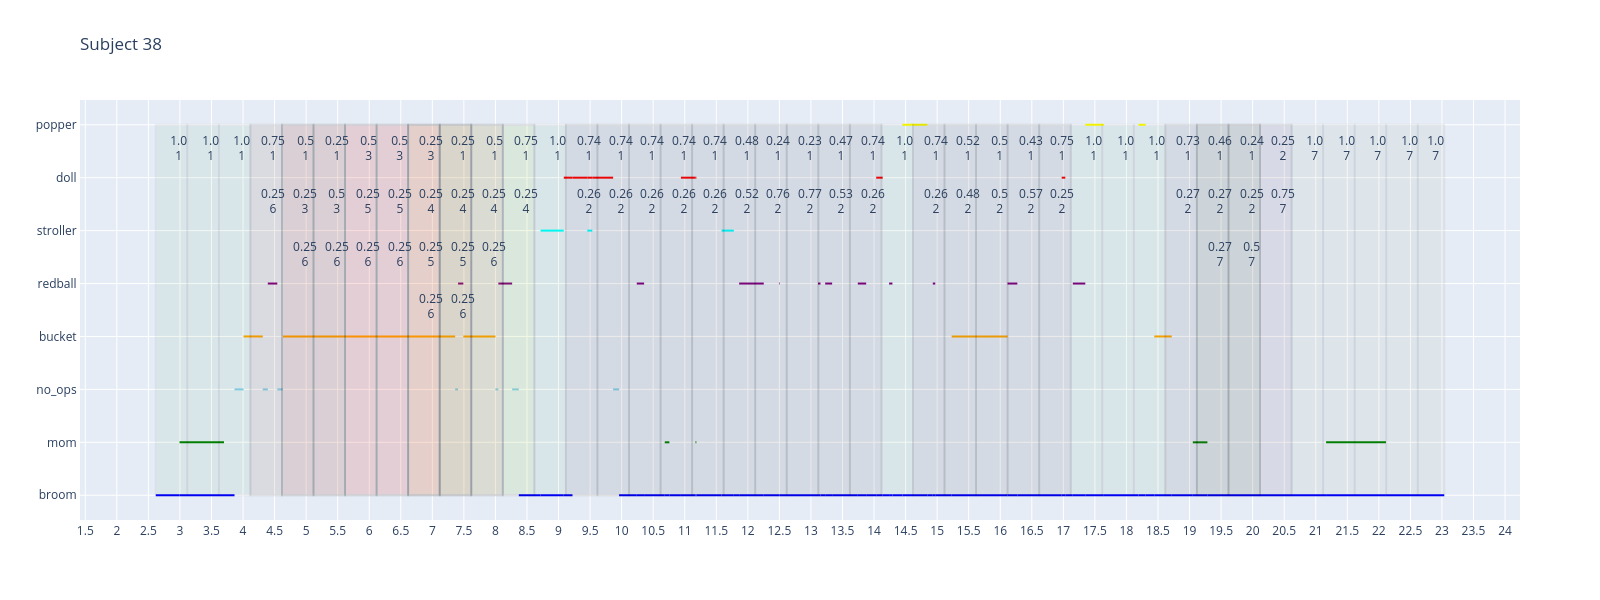 Subject 38
popper
1.0 1.0 1.0 0.75 0.5 0.25 0.5 0.5 0.25 0.25 0.5 0.75 1.0 0.74 0.74 0.74 0.74 0.74 0.48 0.24 0.23 0.47 0.74 1.0 0.74 0.52 0.5 0.43 0.75 1.0 1.0 1.0 0.73 0.46 0.24 0.25 1.0 1.0 1.0 1.0 1.0
1 1 1 1 1 1 3 3 3 1 1 1 1 1 1 1 1 1 1 1 1 1 1 1 1 1 1 1 1 1 1 1 1 1 1 2 7 7 7 7 7
doll
0.25 0.25 0.5 0.25 0.25 0.25 0.25 0.25 0.25 0.26 0.26 0.26 0.26 0.26 0.52 0.76 0.77 0.53 0.26 0.26 0.48 0.5 0.57 0.25 0.27 0.27 0.25 0.75
6 3 3 5 5 4 4 4 4 2 2 2 2 2 2 2 2 2 2 2 2 2 2 2 2 2 2 7
stroller
0.25 0.25 0.25 0.25 0.25 0.25 0.25 0.27 0.5
6 6 6 6 5 5 6 7 7
redball
0.25 0.25
6 6
bucket
no_ops
mom
broom
1.5 2 2.5 3 3.5 4 4.5 5 5.5 6 6.5 7 7.5 8 8.5 9 9.5 10 10.5 11 11.5 12 12.5 13 13.5 14 14.5 15 15.5 16 16.5 17 17.5 18 18.5 19 19.5 20 20.5 21 21.5 22 22.5 23 23.5 24